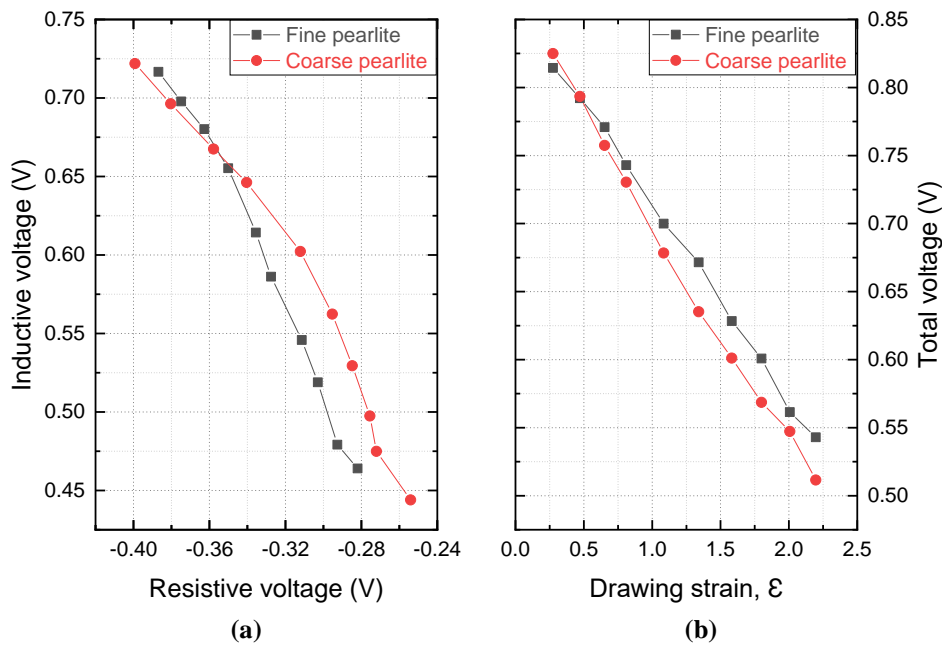 0.75
0.70
0.65
0.60
0.55
0.50
0.45
Inductive voltage (V)
Fine pearlite
Coarse pearlite
-0.40 -0.36 -0.32 -0.28 -0.24
Resistive voltage (V)
(a)
Fine pearlite
Coarse pearlite
0.85
0.80
0.75
0.70
0.65
0.60
0.55
0.50
Total voltage (V)
0.0 0.5 1.0 1.5 2.0 2.5
Drawing strain, Ɛ
(b)